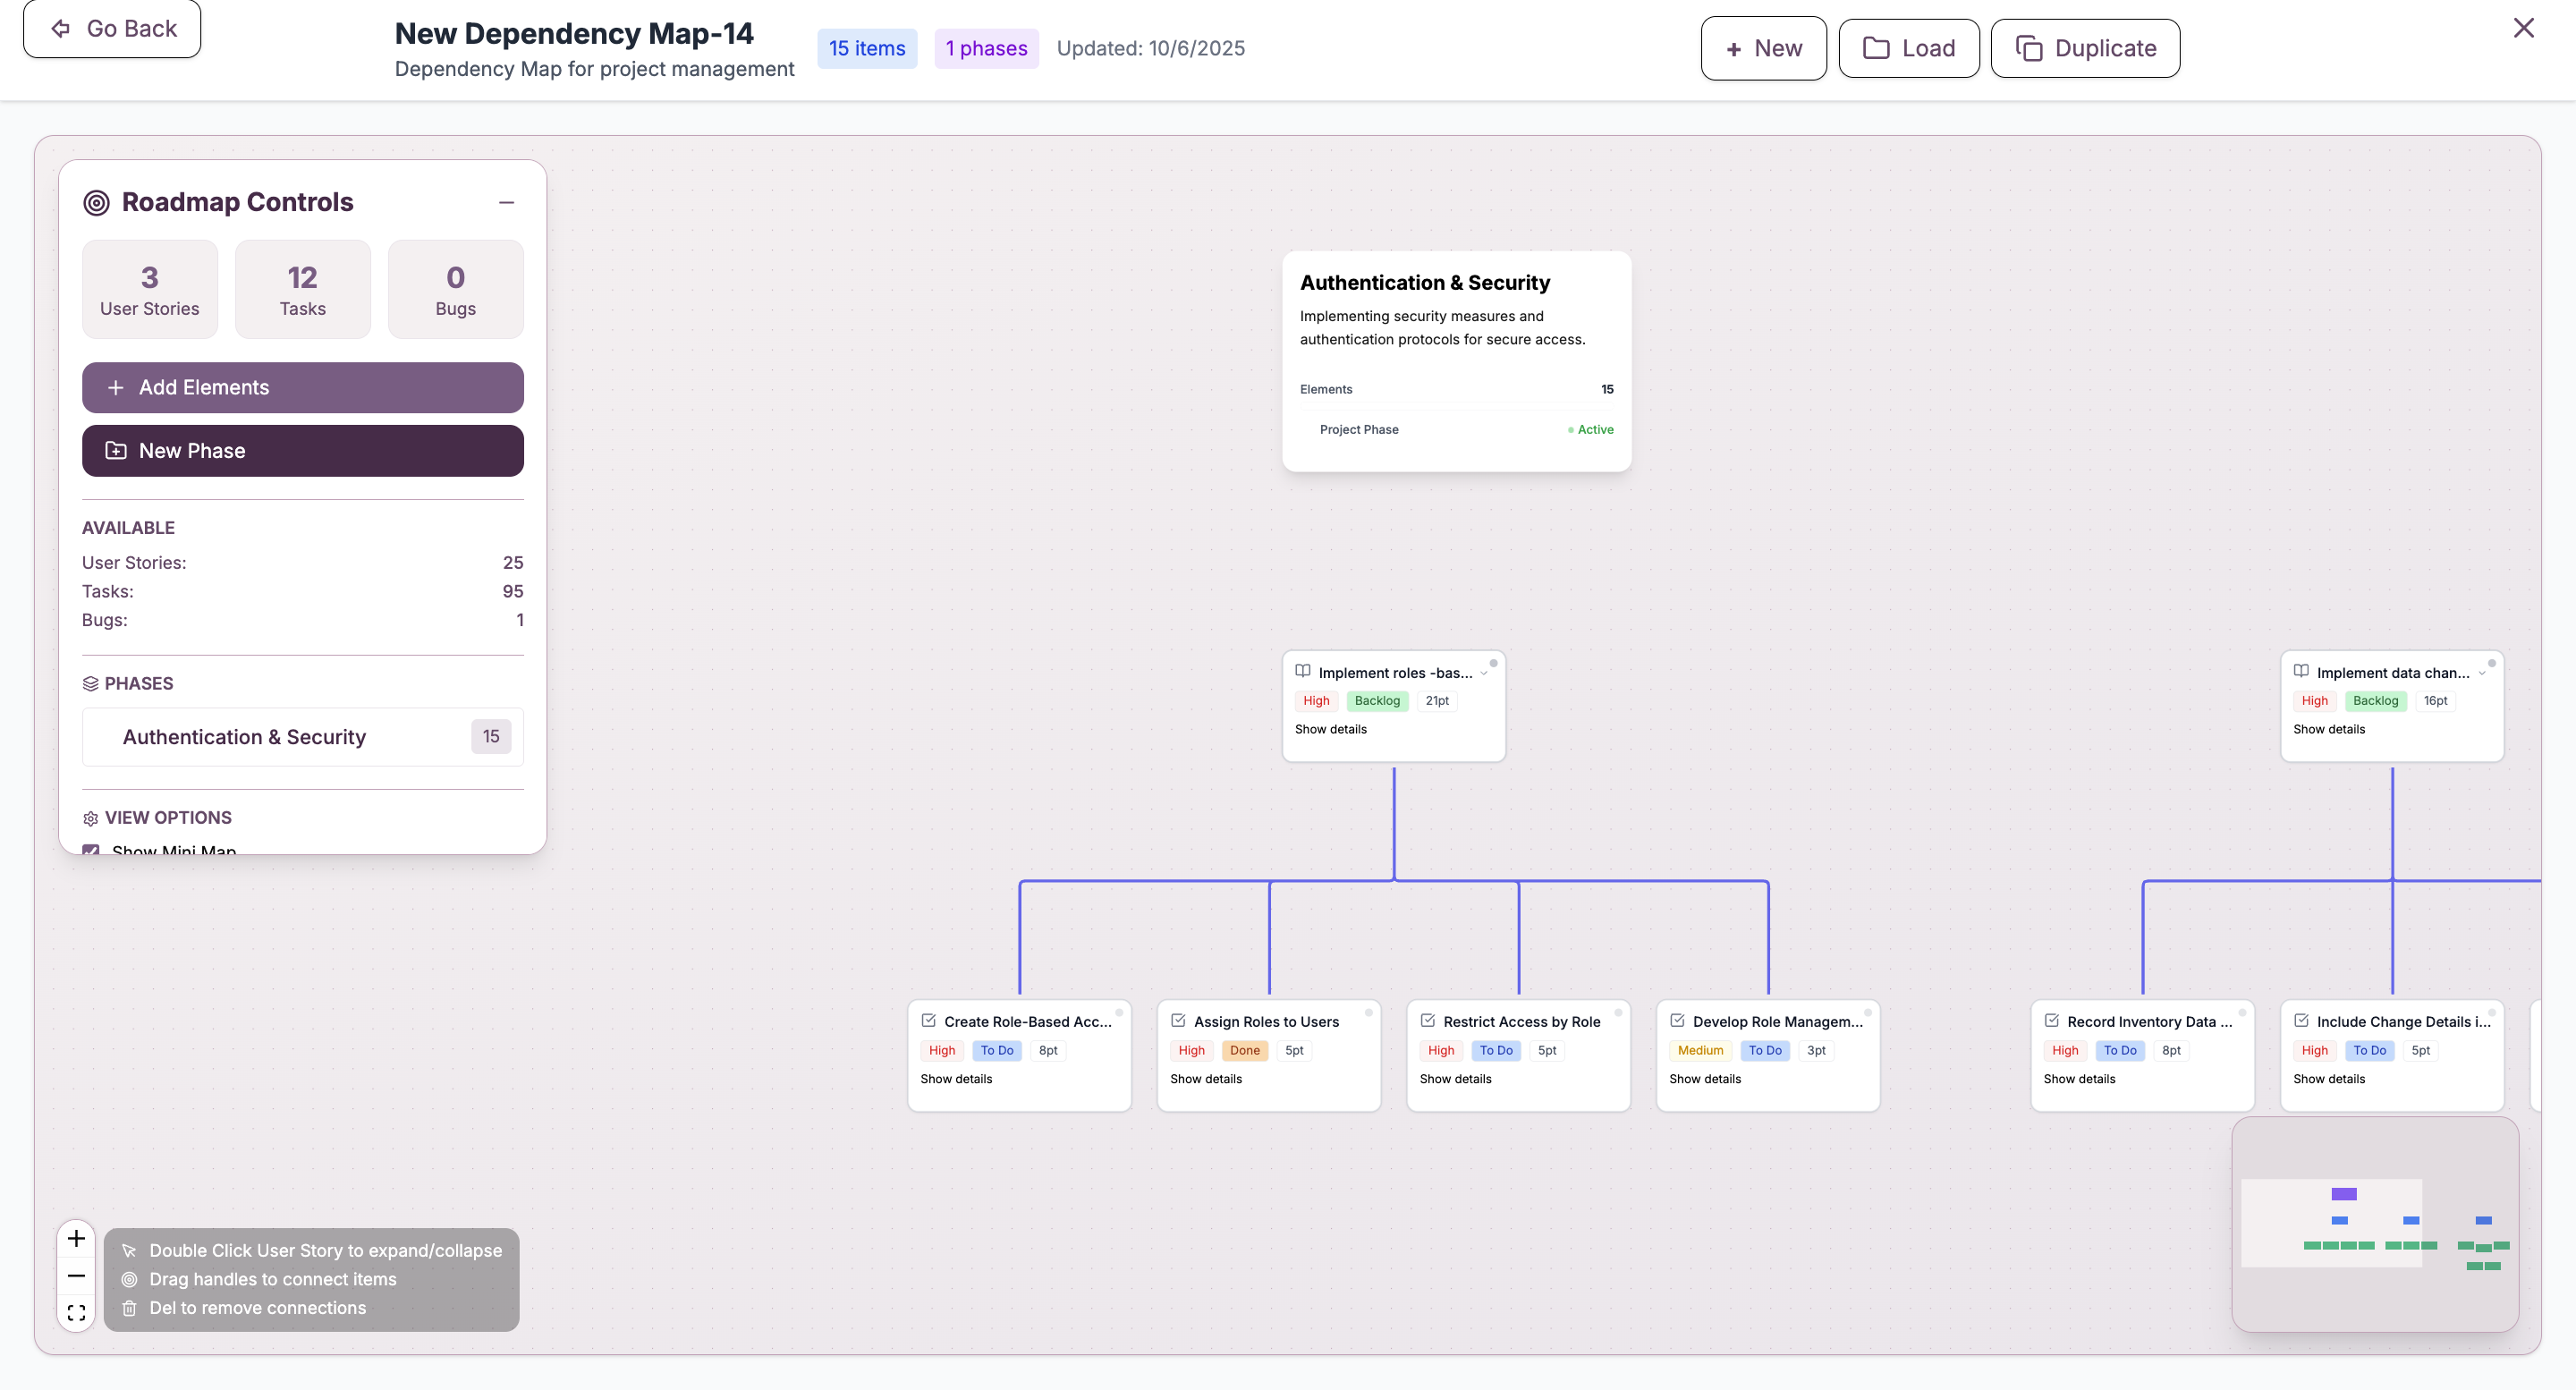 Go Back
New Dependency Map-14
Dependency Map for project management
15 items
1 phases
Updated: 10/6/2025
New
Load
Duplicate
Roadmap Controls
3
User Stories
12
Tasks
0
Bugs
Add Elements
New Phase
AVAILABLE
User Stories: 25
Tasks: 95
Bugs: 1
PHASES
Authentication & Security 15
VIEW OPTIONS
Show Mini Map
Authentication & Security
Implementing security measures and
authentication protocols for secure access.
Elements 15
Project Phase Active
Implement roles -bas...
High Backlog 21pt
Show details
Implement data chan...
High Backlog 16pt
Show details
Create Role-Based Acc...
High To Do 8pt
Show details
Assign Roles to Users
High Done 5pt
Show details
Restrict Access by Role
High To Do 5pt
Show details
Develop Role Managem...
Medium To Do 3pt
Show details
Record Inventory Data ...
High To Do 8pt
Show details
Include Change Details i...
High To Do 5pt
Show details
Double Click User Story to expand/collapse
Drag handles to connect items
Del to remove connections